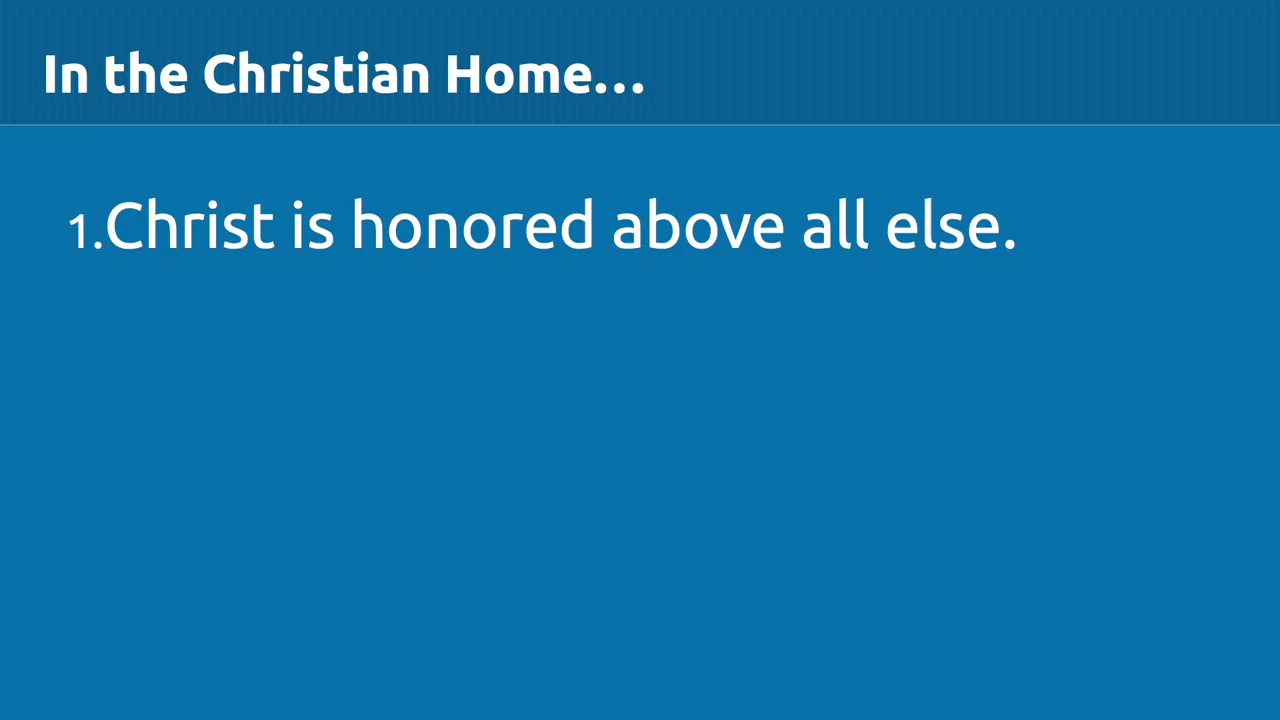 In the Christian Home…
1.Christ is honored above all else.